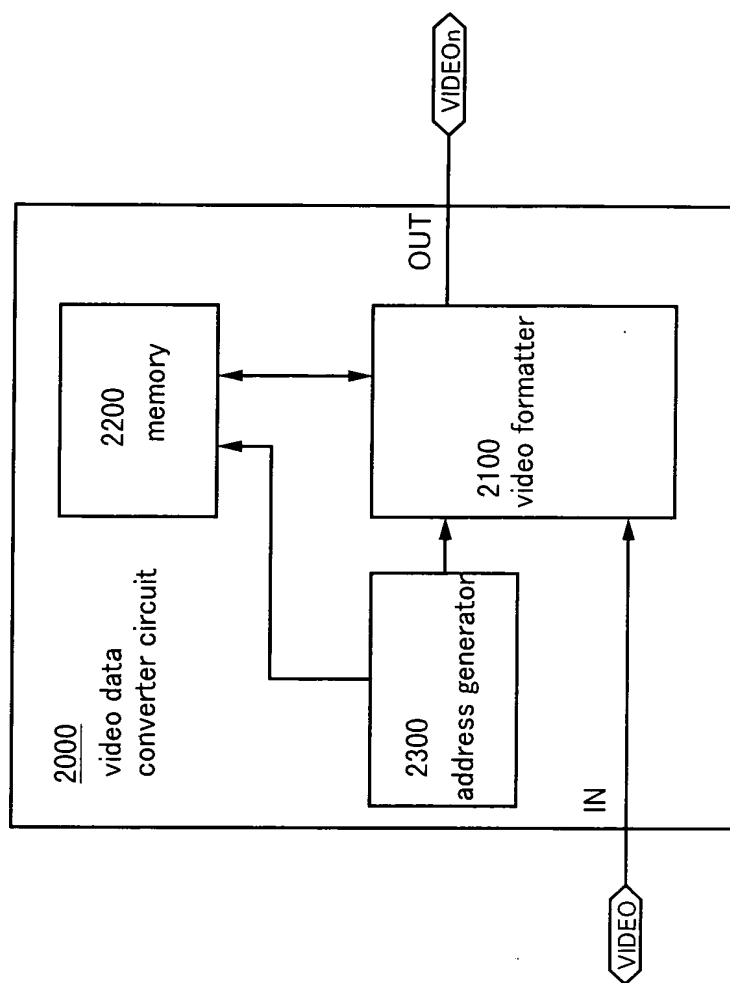 2000
video data
converter circuit
2200
memory
2300
address generator
2100
video formatter
IN
OUT
VIDEO
VIDEOn